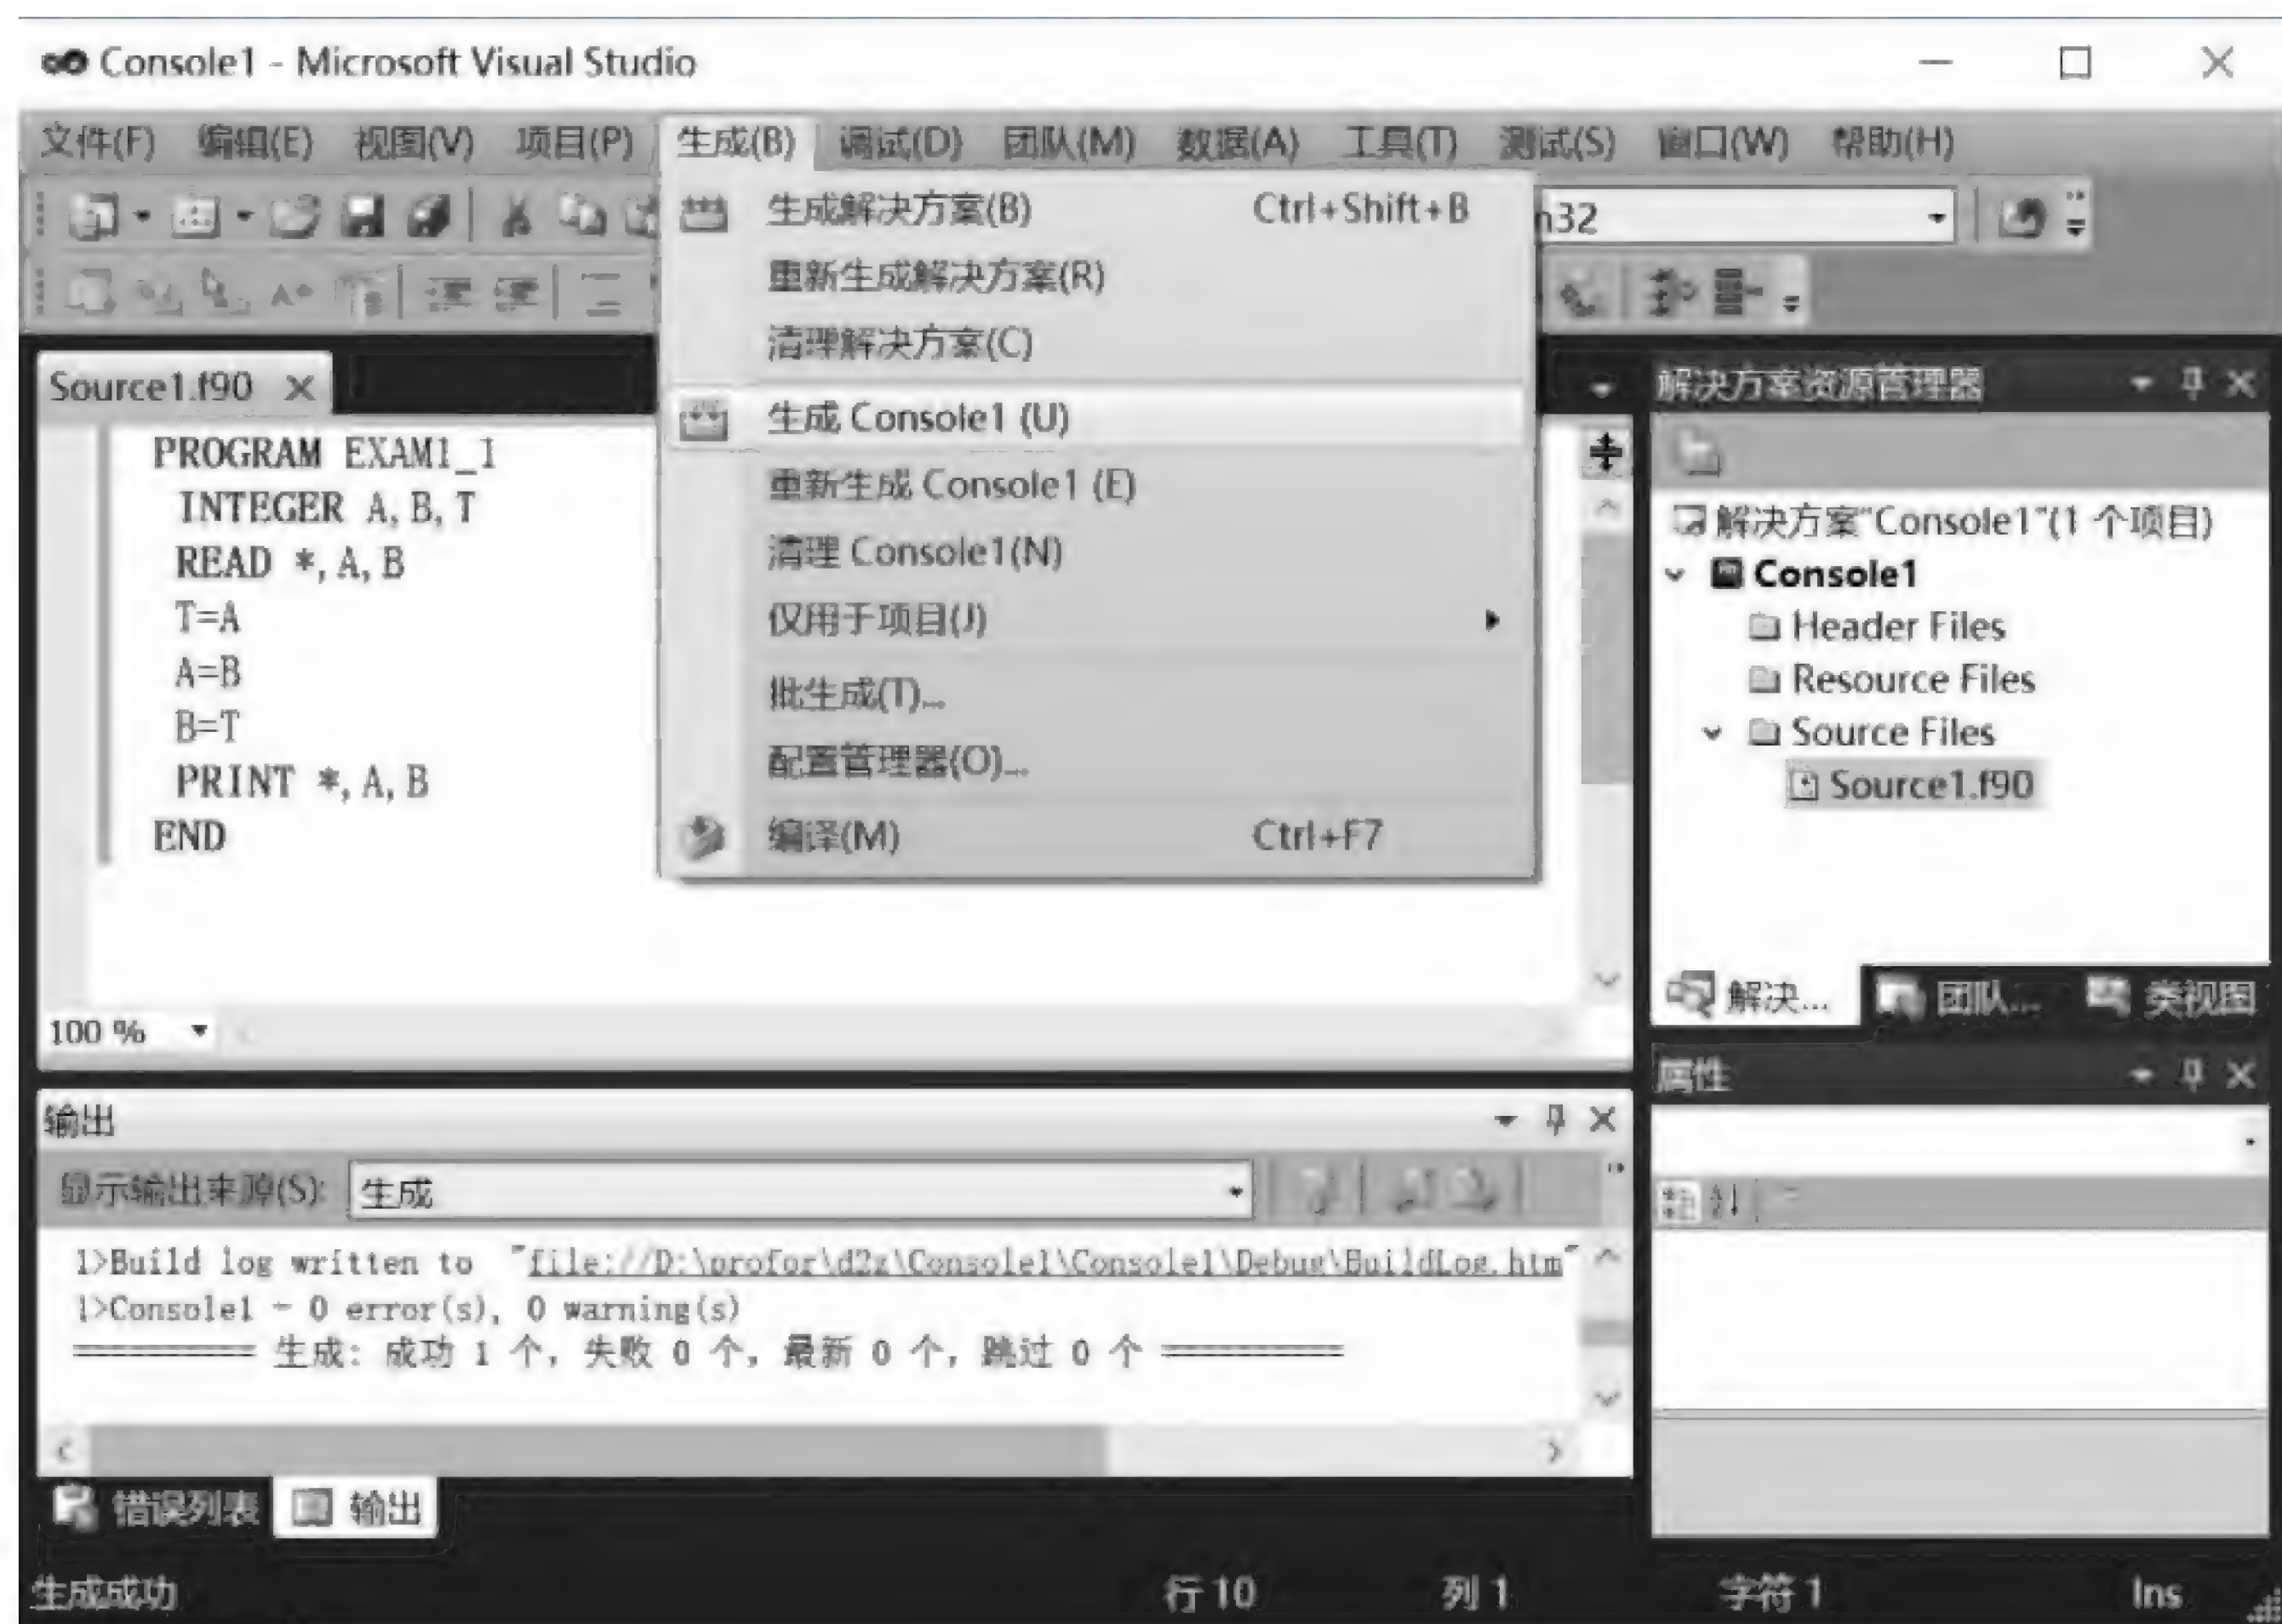 Console1 - Microsoft Visual Studio
文件(F) 编辑(E) 视图(V) 项目(P) 生成(B) 调试(D) 团队(M) 数据(A) 工具(T) 测试(S) 窗口(W) 帮助(H)
生成解决方案(B) Ctrl+Shift+B
重新生成解决方案(R)
清理解决方案(C)
生成 Console1 (U)
重新生成 Console1 (E)
清理 Console1(N)
仅用于项目(J)
批生成(T)...
配置管理器(O)...
编译(M) Ctrl+F7
n32
Source1.f90
PROGRAM EXAM1_1
INTEGER A,B,T
READ *,A,B
T=A
A=B
B=T
PRINT *,A,B
END
100 %
解决方案资源管理器
解决方案"Console1"(1 个项目)
Console1
Header Files
Resource Files
Source Files
Source1.f90
解决... 团队... 类视图
属性
输出
显示输出来源(S): 生成
1>Build log written to "file://D:\profor\d2z\Console1\Console1\Debug\BuildLog.htm"
1>Console1 - 0 error(s), 0 warning(s)
========== 生成: 成功 1 个，失败 0 个，最新 0 个，跳过 0 个 ==========
错误列表 输出
生成成功 行 10 列 1 字符 1 Ins